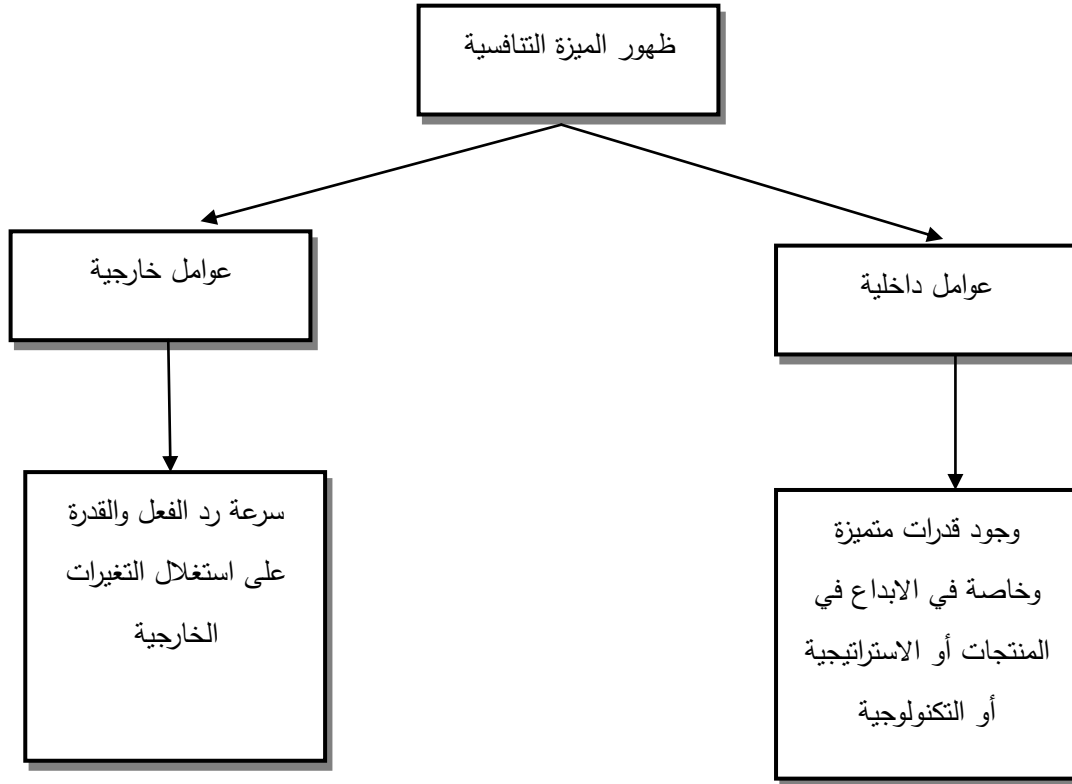 ظهور الميزة التنافسية
عوامل داخلية
عوامل خارجية
وجود قدرات متميزة
وخاصة في الابداع في
المنتجات أو الاستراتيجية
أو التكنولوجية
سرعة رد الفعل والقدرة
على استغلال التغيرات
الخارجية